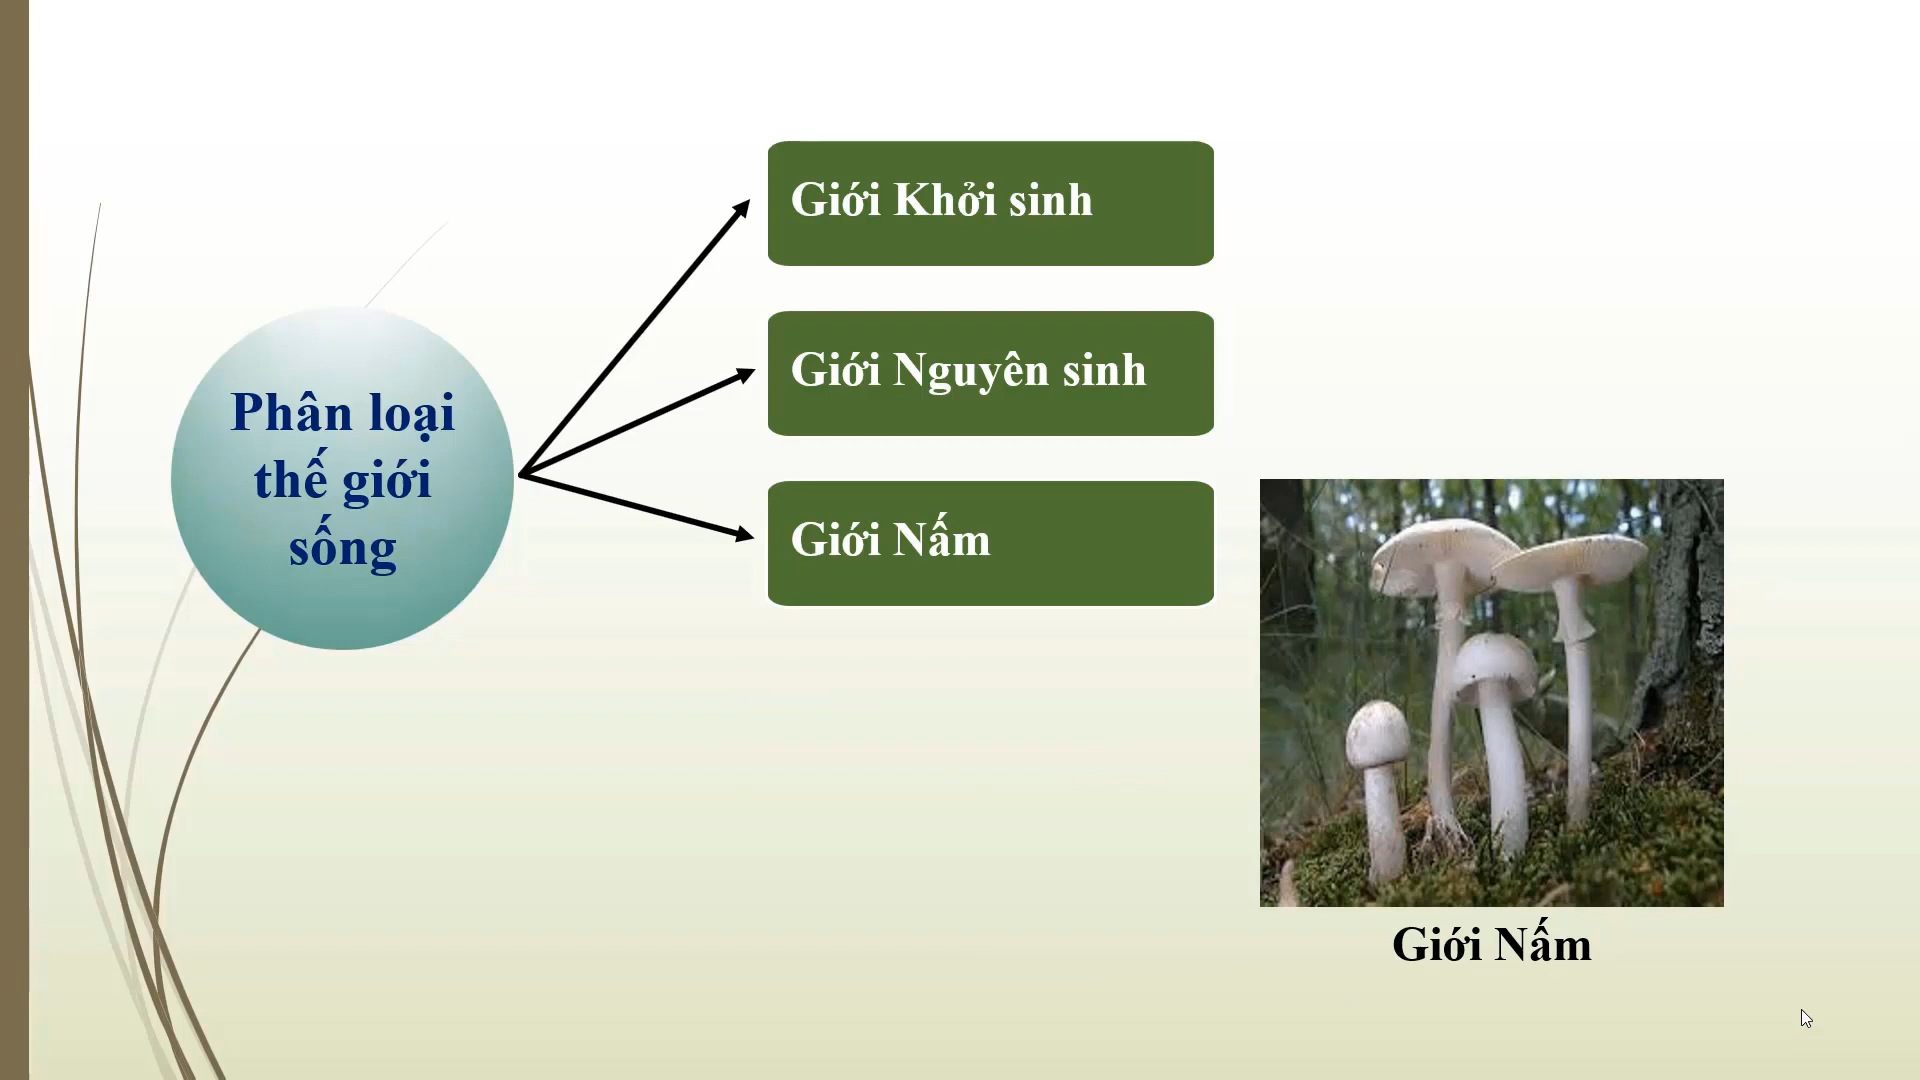 Phân loại
thế giới
sống
Giới Khởi sinh
Giới Nguyên sinh
Giới Nấm
Giới Nấm